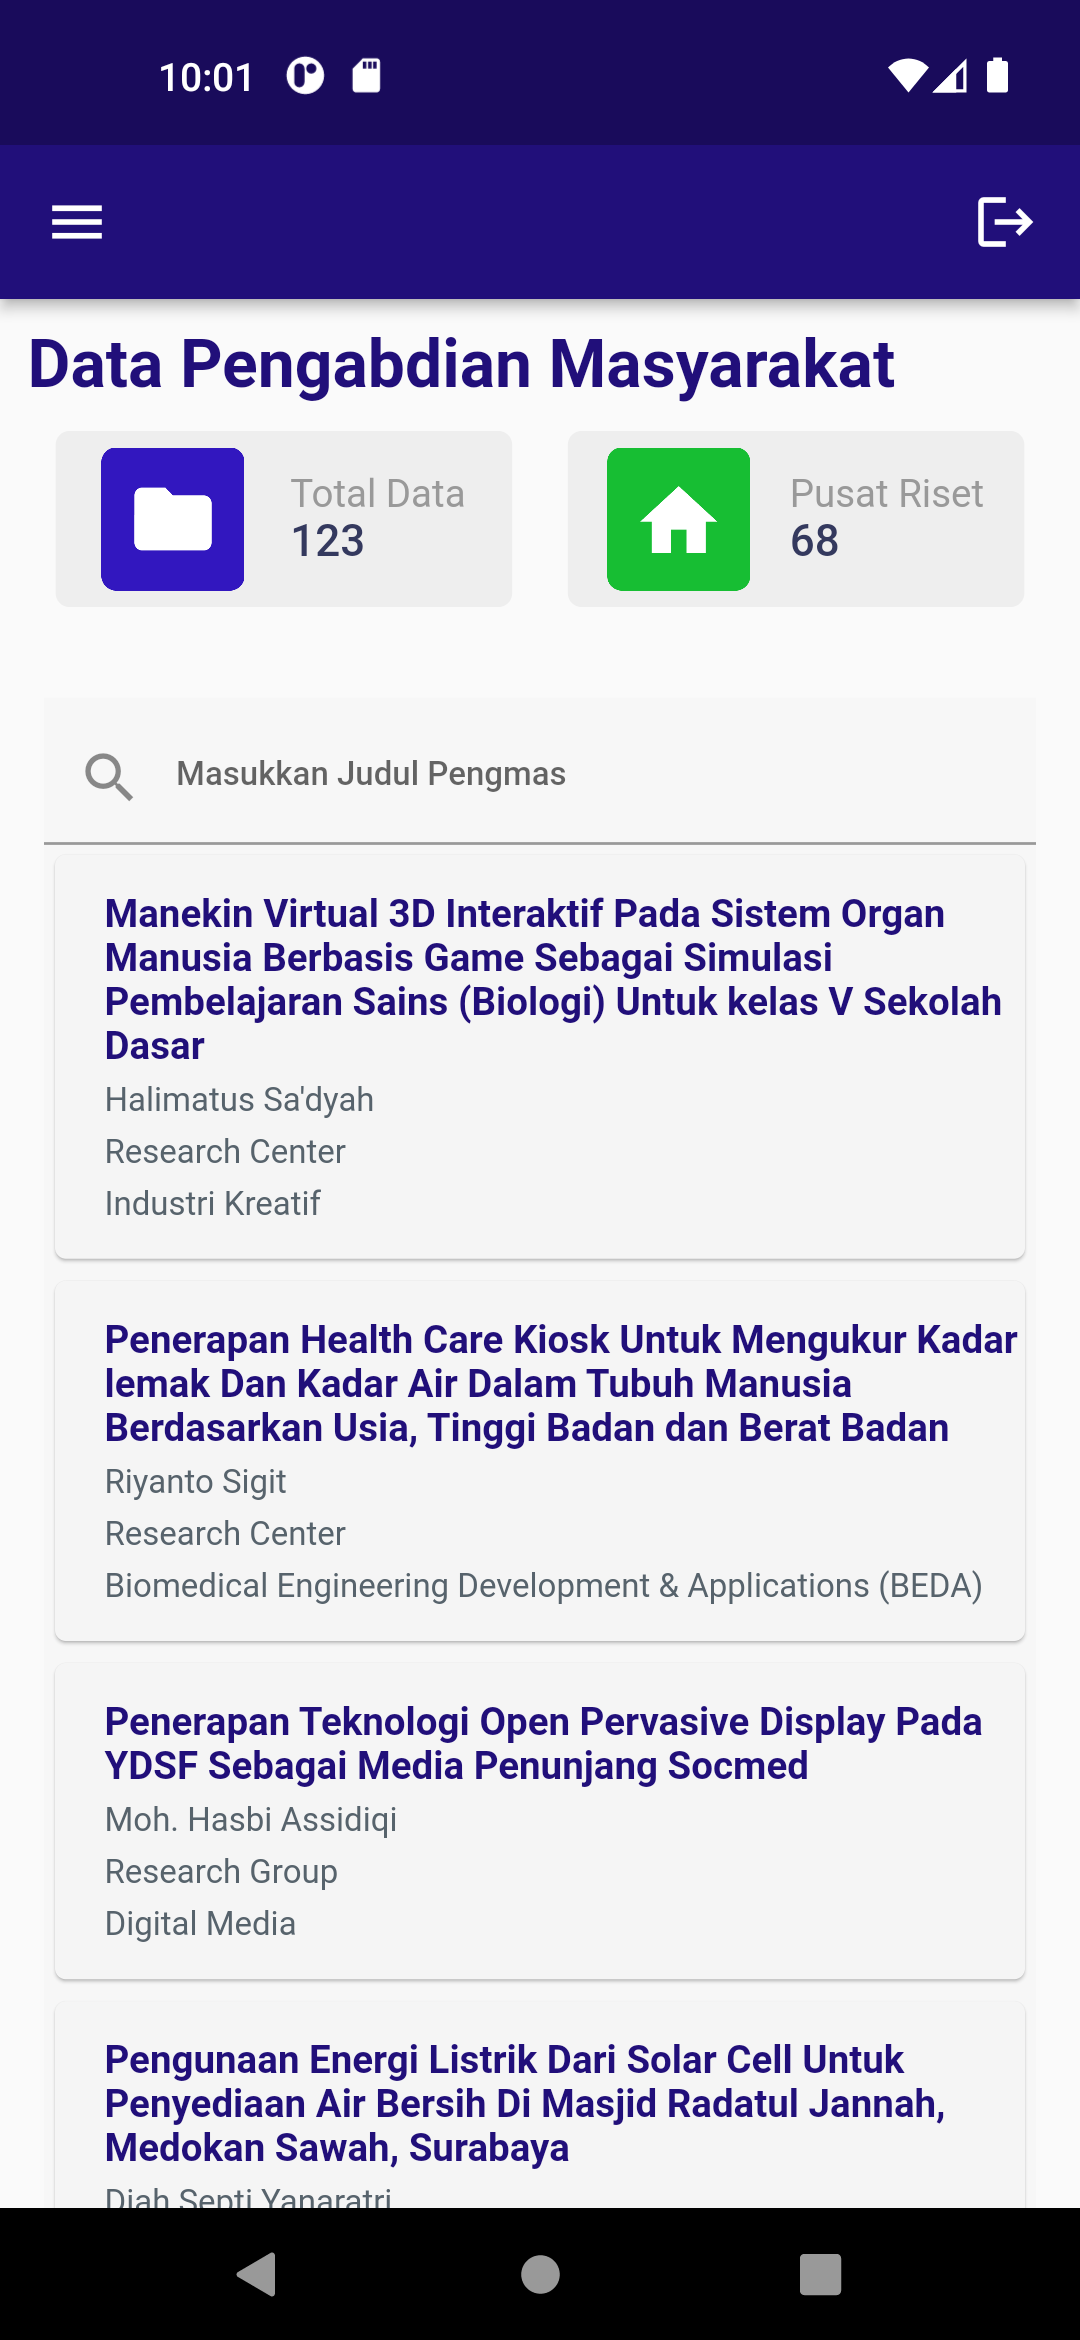 10:01
Data Pengabdian Masyarakat
Total Data
123
Pusat Riset
68
Masukkan Judul Pengmas
Manekin Virtual 3D Interaktif Pada Sistem Organ
Manusia Berbasis Game Sebagai Simulasi
Pembelajaran Sains (Biologi) Untuk kelas V Sekolah
Dasar
Halimatus Sa'dyah
Research Center
Industri Kreatif
Penerapan Health Care Kiosk Untuk Mengukur Kadar
lemak Dan Kadar Air Dalam Tubuh Manusia
Berdasarkan Usia, Tinggi Badan dan Berat Badan
Riyanto Sigit
Research Center
Biomedical Engineering Development & Applications (BEDA)
Penerapan Teknologi Open Pervasive Display Pada
YDSF Sebagai Media Penunjang Socmed
Moh. Hasbi Assidiqi
Research Group
Digital Media
Pengunaan Energi Listrik Dari Solar Cell Untuk
Penyediaan Air Bersih Di Masjid Radatul Jannah,
Medokan Sawah, Surabaya
Diah Septi Yanaratri